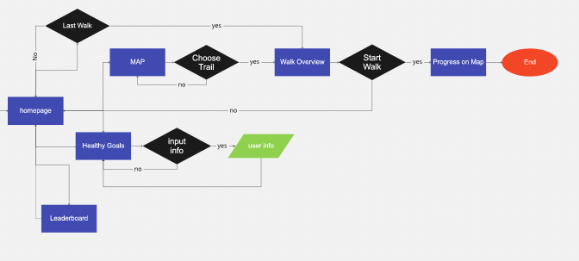 Last Walk
yes
No
MAP
Choose
Trail
yes
Walk Overview
Start
Walk
yes
Progress on Map
End
no
homepage
no
Healthy Goals
input
info
yes
user info
no
Leaderboard